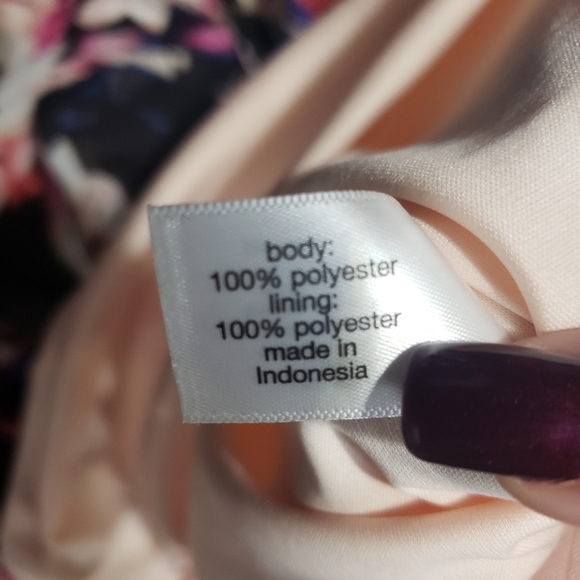 body:
100% polyester
lining:
100% polyester
made in
Indonesia